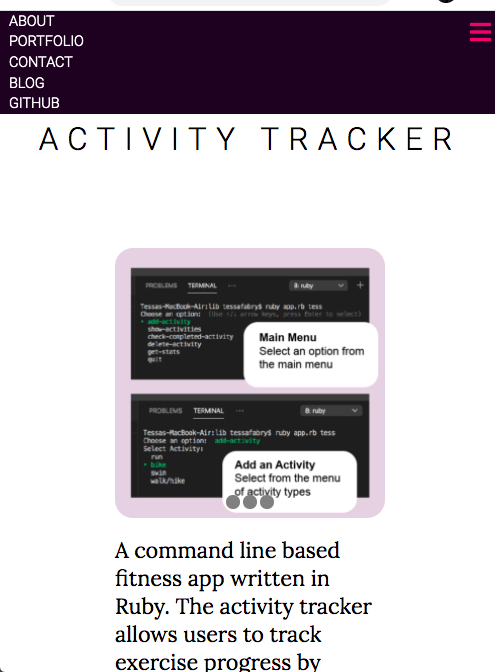 ABOUT
PORTFOLIO
CONTACT
BLOG
GITHUB
ACTIVITY TRACKER
PROBLEMS TERMINAL ··· 8: ruby +
Tessas-MacBook-Air:lib tessafabry$ ruby app.rb tess
Choose an option: (Use ↑/↓ arrow keys, press Enter to select)
‣ add-activity
show-activities
check-completed-activity
delete-activity
get-stats
quit
Main Menu
Select an option from
the main menu
PROBLEMS TERMINAL ··· 8: ruby
Tessas-MacBook-Air:lib tessafabry$ ruby app.rb tess
Choose an option: add-activity
Select Activity:
run
‣ bike
swim
walk/hike
Add an Activity
Select from the menu
of activity types
A command line based
fitness app written in
Ruby. The activity tracker
allows users to track
exercise progress by